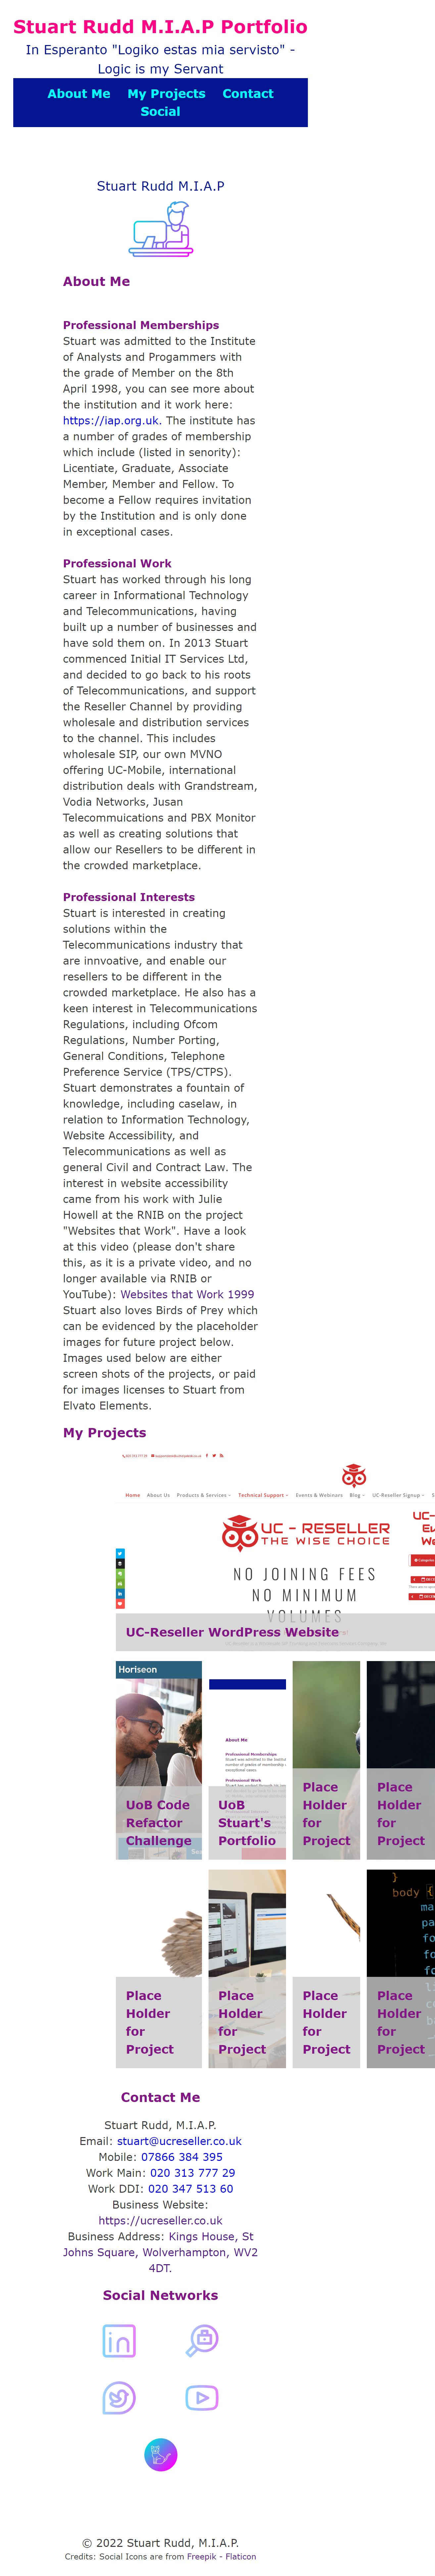 Stuart Rudd M.I.A.P Portfolio
In Esperanto "Logiko estas mia servisto" -
Logic is my Servant
About Me My Projects Contact
Social
Stuart Rudd M.I.A.P
About Me
Professional Memberships
Stuart was admitted to the Institute
of Analysts and Progammers with
the grade of Member on the 8th
April 1998, you can see more about
the institution and it work here:
https://iap.org.uk. The institute has
a number of grades of membership
which include (listed in senority):
Licentiate, Graduate, Associate
Member, Member and Fellow. To
become a Fellow requires invitation
by the Institution and is only done
in exceptional cases.
Professional Work
Stuart has worked through his long
career in Informational Technology
and Telecommunications, having
built up a number of businesses and
have sold them on. In 2013 Stuart
commenced Initial IT Services Ltd,
and decided to go back to his roots
of Telecommunications, and support
the Reseller Channel by providing
wholesale and distribution services
to the channel. This includes
wholesale SIP, our own MVNO
offering UC-Mobile, international
distribution deals with Grandstream,
Vodia Networks, Jusan
Telecommuications and PBX Monitor
as well as creating solutions that
allow our Resellers to be different in
the crowded marketplace.
Professional Interests
Stuart is interested in creating
solutions within the
Telecommunications industry that
are innvoative, and enable our
resellers to be different in the
crowded marketplace. He also has a
keen interest in Telecommunications
Regulations, including Ofcom
Regulations, Number Porting,
General Conditions, Telephone
Preference Service (TPS/CTPS).
Stuart demonstrates a fountain of
knowledge, including caselaw, in
relation to Information Technology,
Website Accessibility, and
Telecommunications as well as
general Civil and Contract Law. The
interest in website accessibility
came from his work with Julie
Howell at the RNIB on the project
"Websites that Work". Have a look
at this video (please don't share
this, as it is a private video, and no
longer available via RNIB or
YouTube): Websites that Work 1999
Stuart also loves Birds of Prey which
can be evidenced by the placeholder
images for future project below.
Images used below are either
screen shots of the projects, or paid
for images licenses to Stuart from
Elvato Elements.
My Projects
Home About Us Products & Services Technical Support Events & Webinars Blog UC-Reseller Signup
UC - RESELLER
THE WISE CHOICE
NO JOINING FEES
NO MINIMUM
VOLUMES
UC-Reseller WordPress Website
Horiseon
UoB Code
Refactor
Challenge
About Me
Professional Memberships
Professional Work
UoB
Stuart's
Portfolio
Place
Holder
for
Project
Place
Holder
for
Project
Place
Holder
for
Project
Place
Holder
for
Project
Place
Holder
for
Project
}
body {
Place
Holder
for
Project
Contact Me
Stuart Rudd, M.I.A.P.
Email: stuart@ucreseller.co.uk
Mobile: 07866 384 395
Work Main: 020 313 777 29
Work DDI: 020 347 513 60
Business Website:
https://ucreseller.co.uk
Business Address: Kings House, St
Johns Square, Wolverhampton, WV2
4DT.
Social Networks
in
© 2022 Stuart Rudd, M.I.A.P.
Credits: Social Icons are from Freepik - Flaticon